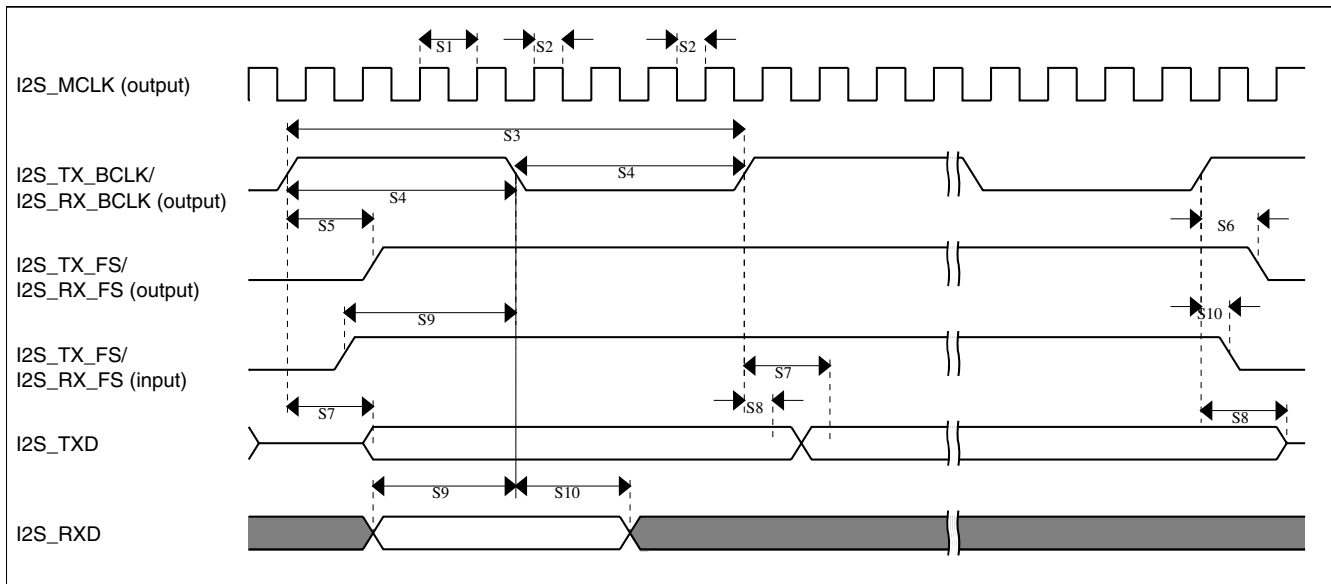 S1
S2
S2
I2S_MCLK (output)
S3
I2S_TX_BCLK/
I2S_RX_BCLK (output)
S4
S4
S5
S6
I2S_TX_FS/
I2S_RX_FS (output)
S9
S10
I2S_TX_FS/
I2S_RX_FS (input)
S7
S7
S8
S8
I2S_TXD
S9
S10
I2S_RXD